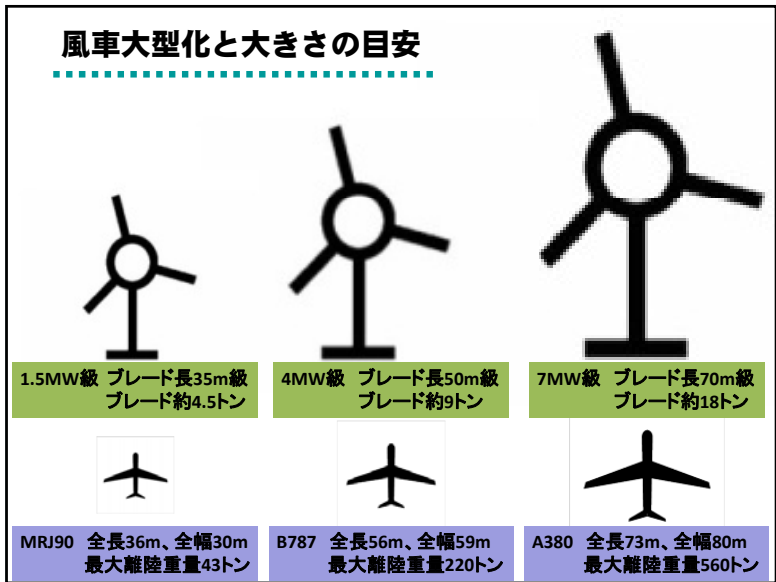 風車大型化と大きさの目安
1.5MW級 ブレード長35m級
ブレード約4.5トン
4MW級 ブレード長50m級
ブレード約9トン
7MW級 ブレード長70m級
ブレード約18トン
MRJ90 全長36m、全幅30m
最大離陸重量43トン
B787 全長56m、全幅59m
最大離陸重量220トン
A380 全長73m、全幅80m
最大離陸重量560トン